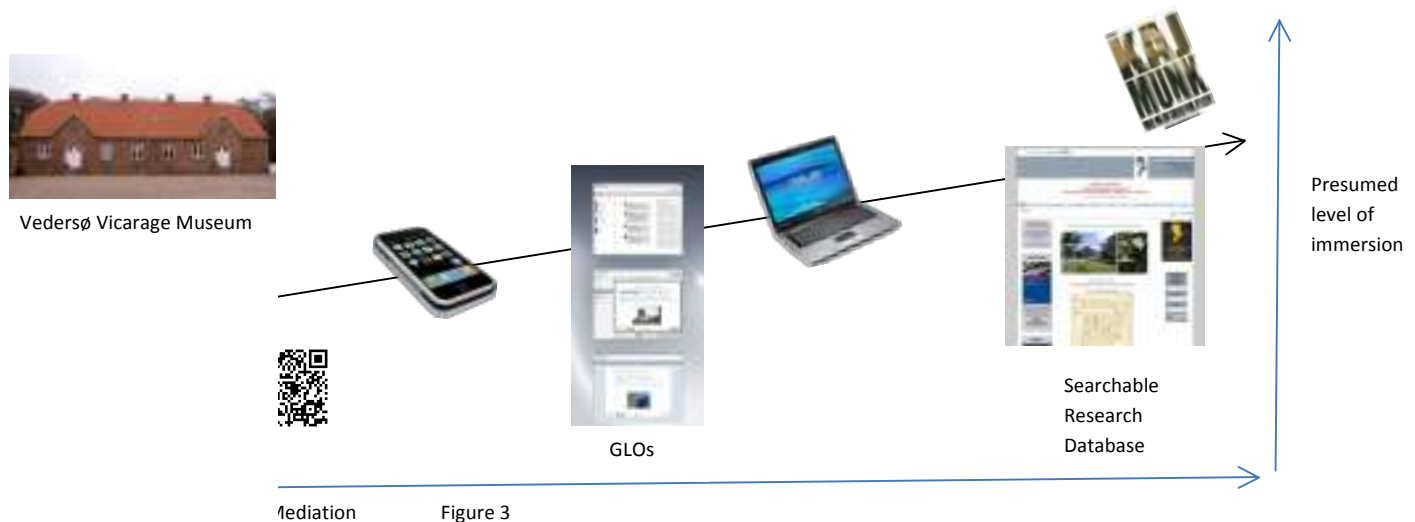 KAJ
MUNK
Vedersø Vicarage Museum
Presumed
level of
immersion
Searchable
Research
Database
GLOs
Mediation Figure 3